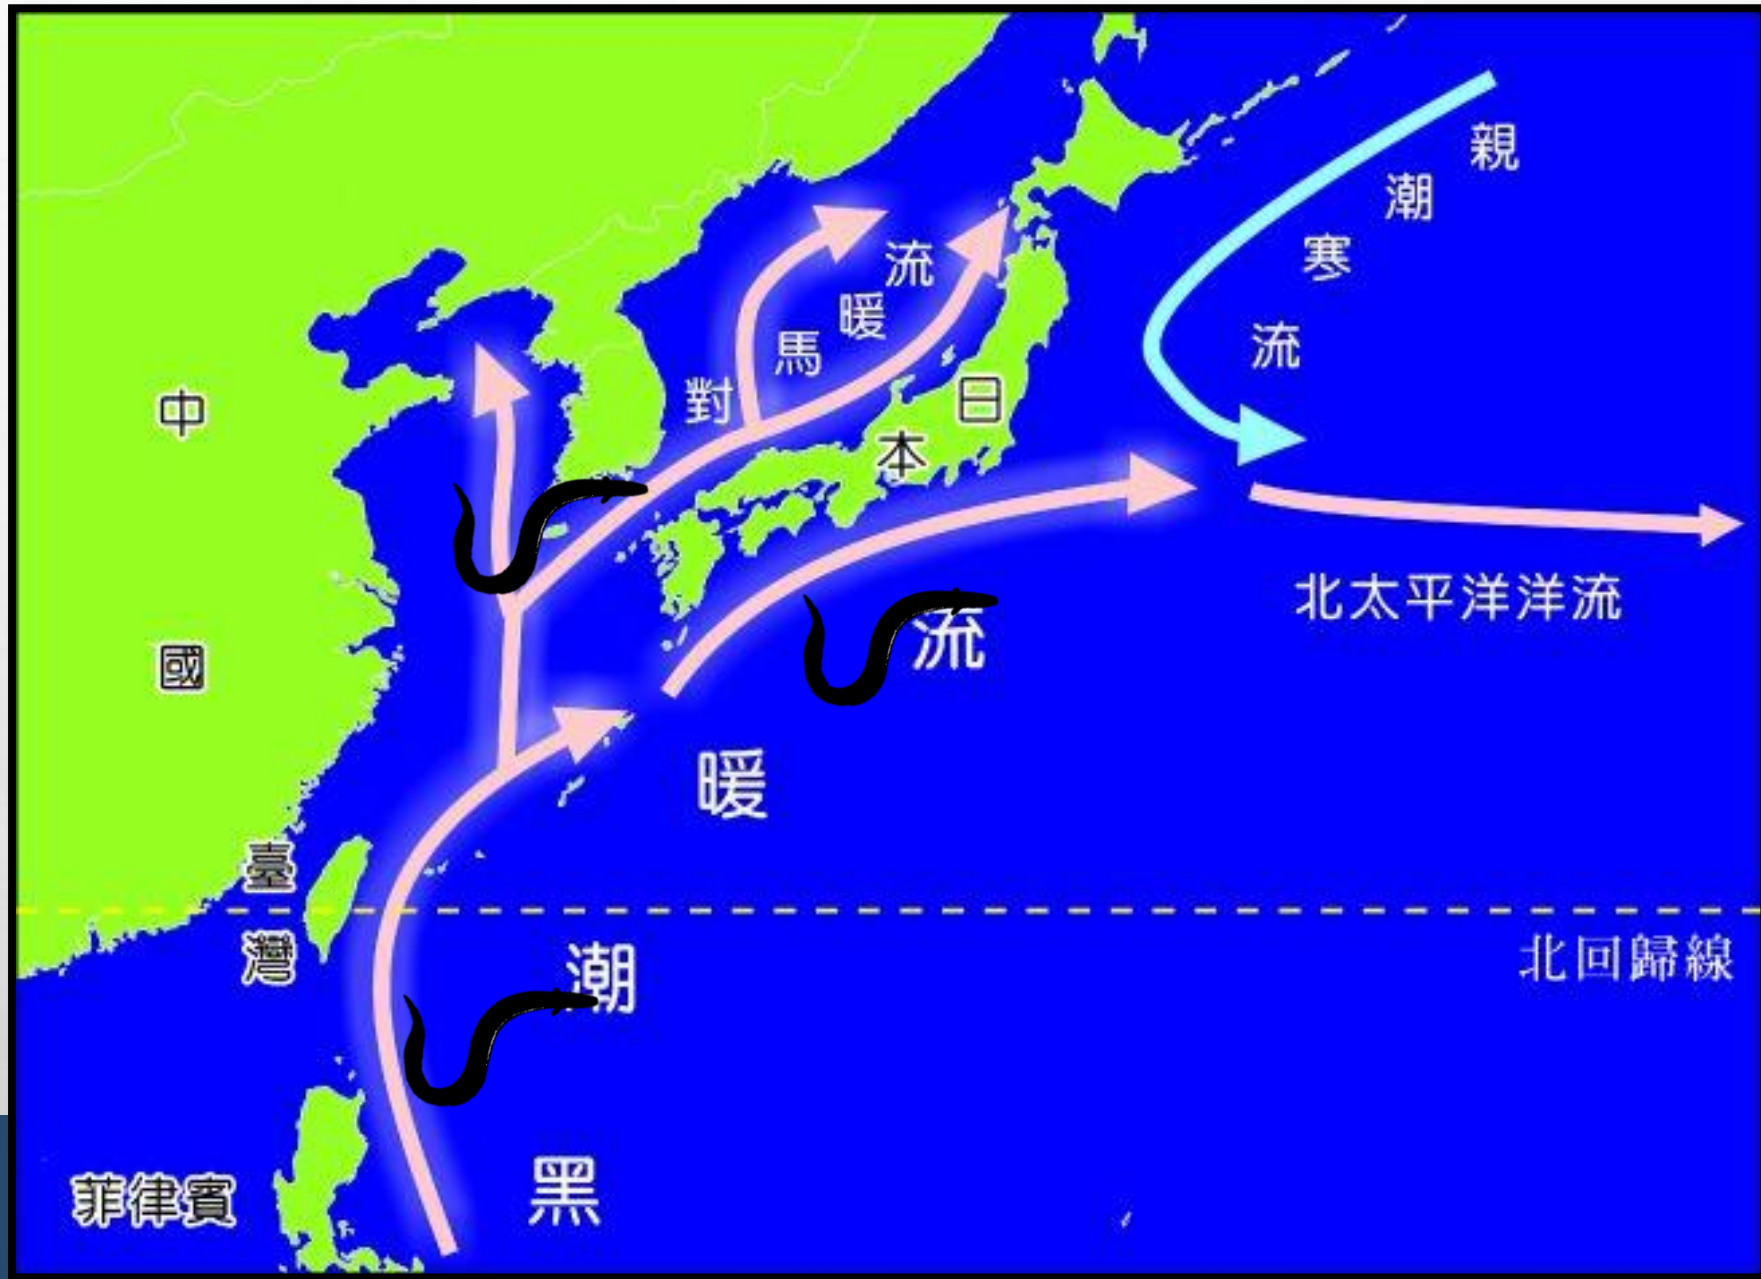 親潮寒流
對馬暖流
中國
日本
北太平洋洋流
黑潮暖流
臺灣
北回歸線
菲律賓